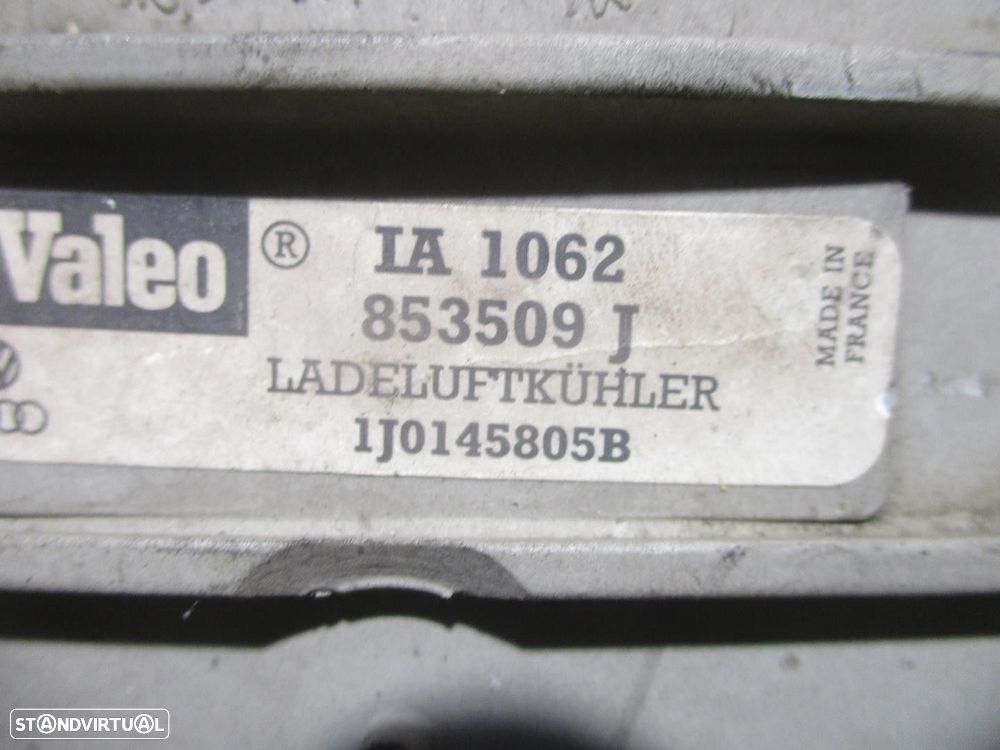 Valeo ®
IA 1062
853509 J
LADELUFTKÜHLER
1J0145805B
MADE IN
FRANCE
STANDVIRTUAL